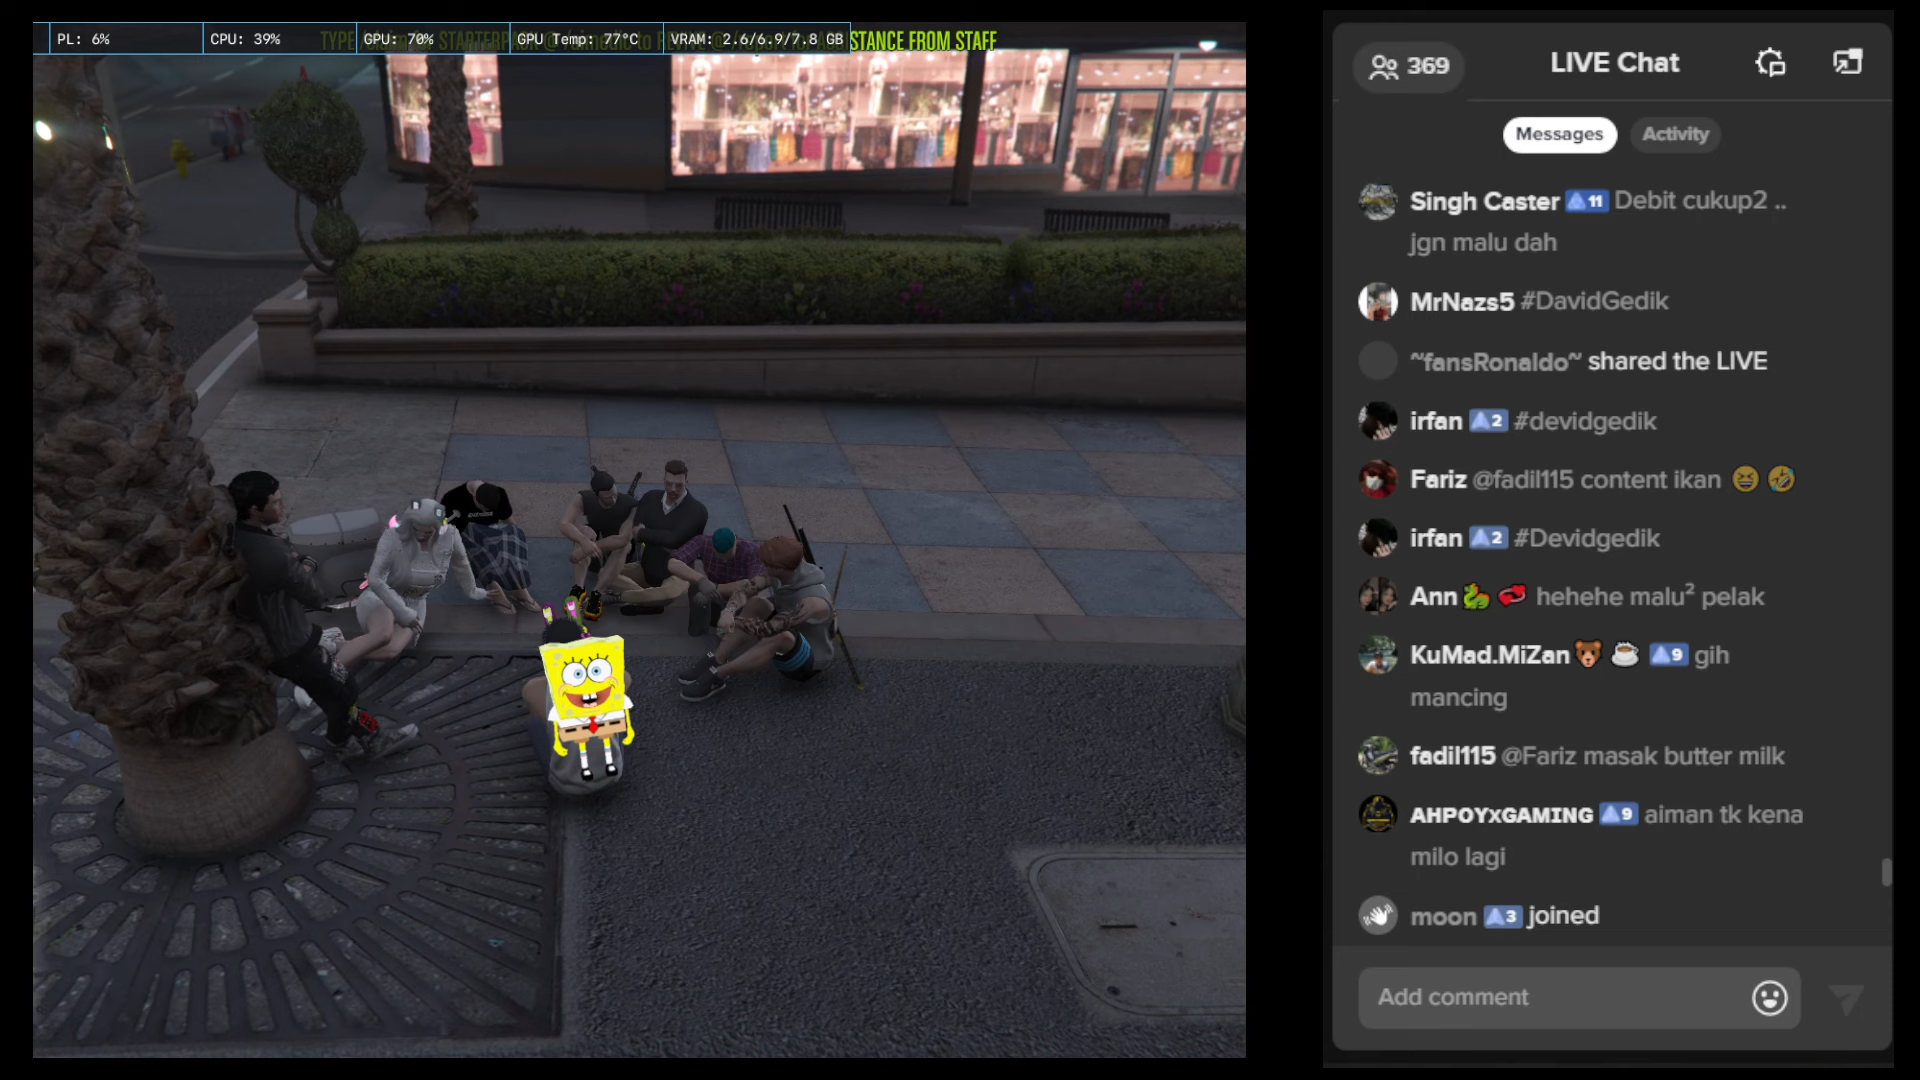 PL: 6%
CPU: 39%
GPU: 70%
GPU Temp: 77°C
VRAM: 2.6/6.9/7.8 GB
STANCE FROM STAFF
369
LIVE Chat
Messages
Activity
Singh Caster 11 Debit cukup2 ..
jgn malu dah
MrNazs5 #DavidGedik
~fansRonaldo~ shared the LIVE
irfan 2 #devidgedik
Fariz @fadil115 content ikan 😆 🤣
irfan 2 #Devidgedik
Ann🐉 💞 hehehe malu² pelak
KuMad.MiZan🐻 ☕ 9 gih
mancing
fadil115 @Fariz masak butter milk
AHPOYxGAMING 9 aiman tk kena
milo lagi
moon 3 joined
Add comment